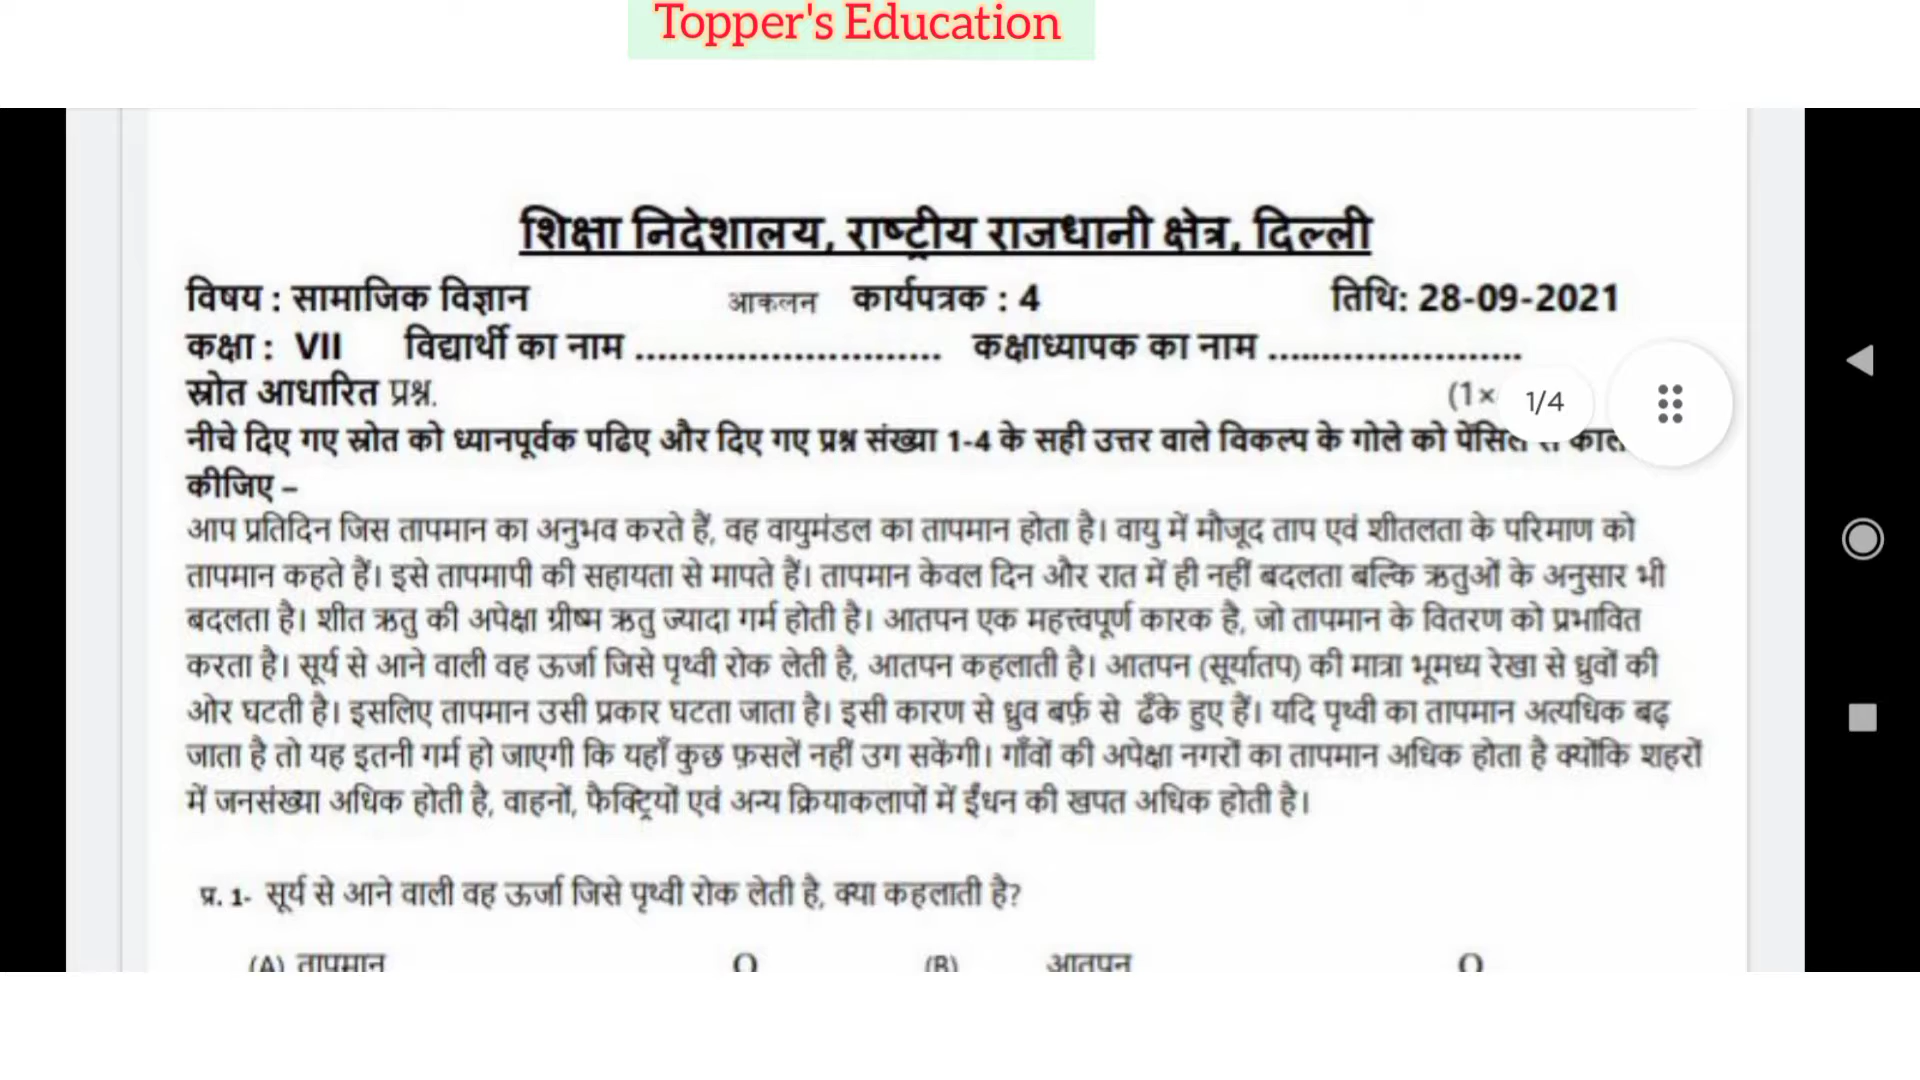 Topper's Education
शिक्षा निदेशालय, राष्ट्रीय राजधानी क्षेत्र, दिल्ली
विषय : सामाजिक विज्ञान आकलन कार्यपत्रक : 4 तिथि: 28-09-2021
कक्षा : VII विद्यार्थी का नाम ........................... कक्षाध्यापक का नाम .......................
स्रोत आधारित प्रश्न. (1× 1/4
नीचे दिए गए स्रोत को ध्यानपूर्वक पढिए और दिए गए प्रश्न संख्या 1-4 के सही उत्तर वाले विकल्प के गोले को पेंसिल
कीजिए –
आप प्रतिदिन जिस तापमान का अनुभव करते हैं, वह वायुमंडल का तापमान होता है। वायु में मौजूद ताप एवं शीतलता के परिमाण को
तापमान कहते हैं। इसे तापमापी की सहायता से मापते हैं। तापमान केवल दिन और रात में ही नहीं बदलता बल्कि ऋतुओं के अनुसार भी
बदलता है। शीत ऋतु की अपेक्षा ग्रीष्म ऋतु ज्यादा गर्म होती है। आतपन एक महत्त्वपूर्ण कारक है, जो तापमान के वितरण को प्रभावित
करता है। सूर्य से आने वाली वह ऊर्जा जिसे पृथ्वी रोक लेती है, आतपन कहलाती है। आतपन (सूर्यातप) की मात्रा भूमध्य रेखा से ध्रुवों की
ओर घटती है। इसलिए तापमान उसी प्रकार घटता जाता है। इसी कारण से ध्रुव बर्फ़ से ढँके हुए हैं। यदि पृथ्वी का तापमान अत्यधिक बढ़
जाता है तो यह इतनी गर्म हो जाएगी कि यहाँ कुछ फ़सलें नहीं उग सकेंगी। गाँवों की अपेक्षा नगरों का तापमान अधिक होता है क्योंकि शहरों
में जनसंख्या अधिक होती है, वाहनों, फैक्ट्रियों एवं अन्य क्रियाकलापों में ईंधन की खपत अधिक होती है।
प्र. 1- सूर्य से आने वाली वह ऊर्जा जिसे पृथ्वी रोक लेती है, क्या कहलाती है?
(A) तापमान O (B) आतपन O